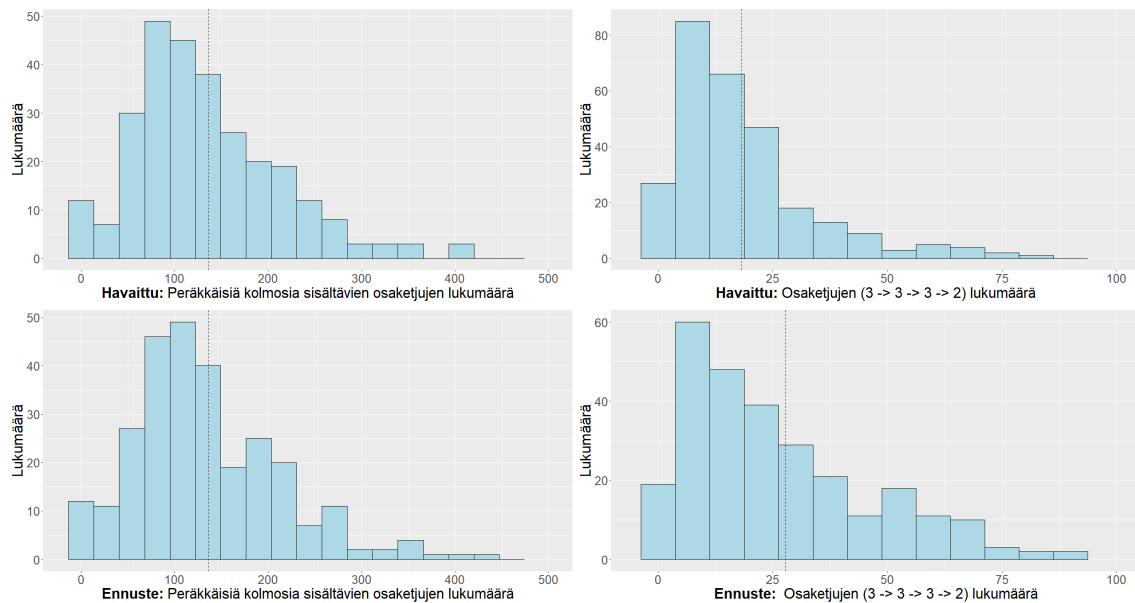 50
40
30
20
10
0
Lukumäärä
0 100 200 300 400 500
Havaittu: Peräkkäisiä kolmosia sisältävien osaketjujen lukumäärä
80
60
40
20
0
Lukumäärä
0 25 50 75 100
Havaittu: Osaketjujen (3 -> 3 -> 3 -> 2) lukumäärä
50
40
30
20
10
0
Lukumäärä
0 100 200 300 400 500
Ennuste: Peräkkäisiä kolmosia sisältävien osaketjujen lukumäärä
60
40
20
0
Lukumäärä
0 25 50 75 100
Ennuste: Osaketjujen (3 -> 3 -> 3 -> 2) lukumäärä